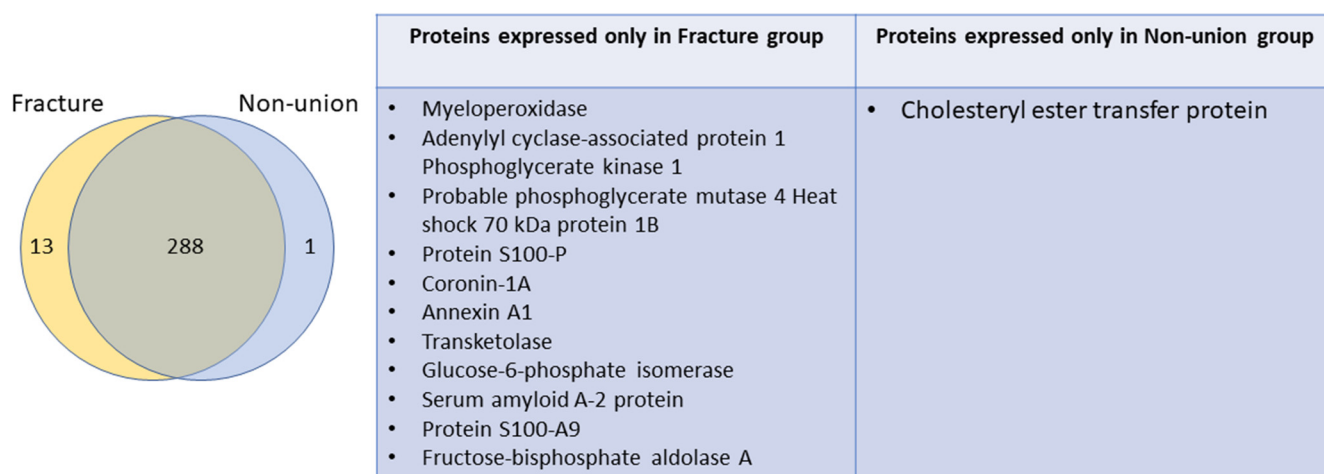 Fracture
Non-union
13
288
1
Proteins expressed only in Fracture group
Proteins expressed only in Non-union group
• Myeloperoxidase
• Adenylyl cyclase-associated protein 1
Phosphoglycerate kinase 1
• Probable phosphoglycerate mutase 4 Heat
shock 70 kDa protein 1B
• Protein S100-P
• Coronin-1A
• Annexin A1
• Transketolase
• Glucose-6-phosphate isomerase
• Serum amyloid A-2 protein
• Protein S100-A9
• Fructose-bisphosphate aldolase A
• Cholesteryl ester transfer protein